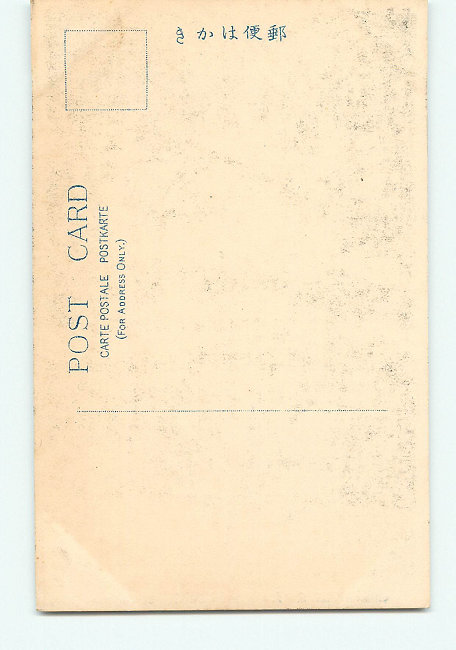 きかは便郵
POST CARD
CARTE POSTALE POSTKARTE
(FOR ADDRESS ONLY.)